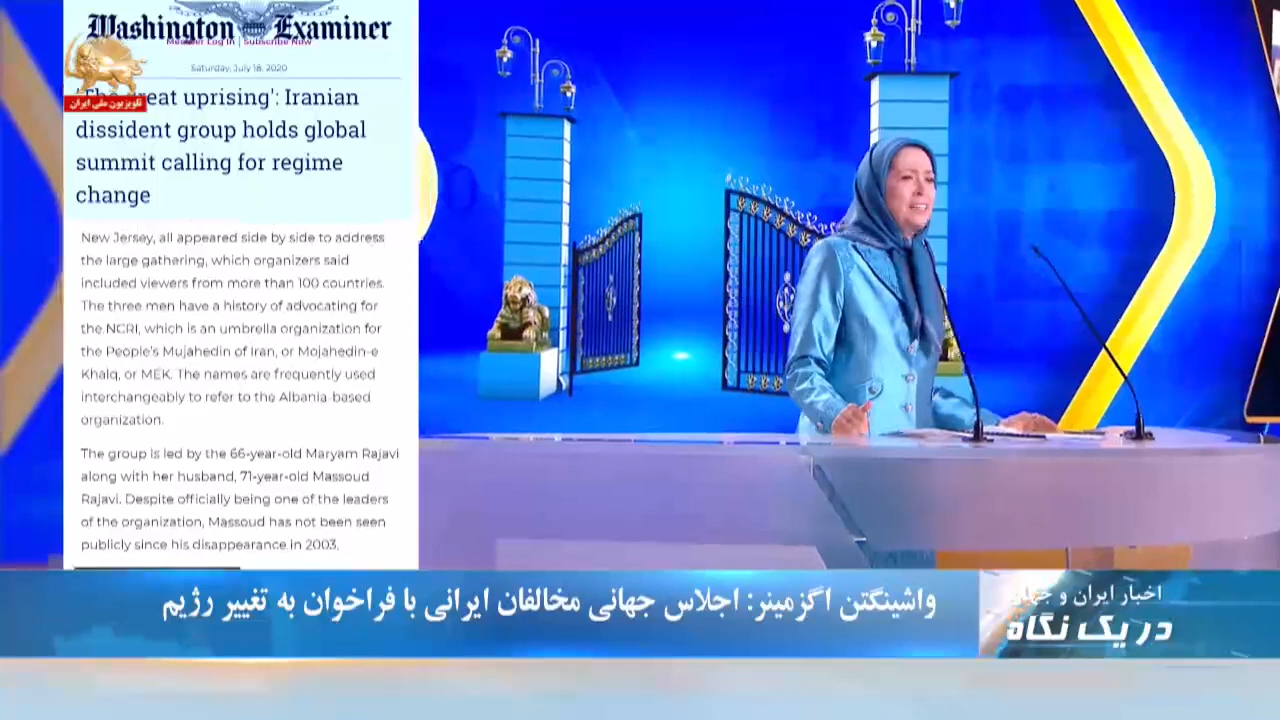 Washington Examiner
Member Log In | Subscribe Now
Saturday, July 18, 2020
تلویزیون ملی ایران
'The great uprising': Iranian
dissident group holds global
summit calling for regime
change
New Jersey, all appeared side by side to address
the large gathering, which organizers said
included viewers from more than 100 countries.
The three men have a history of advocating for
the NCRI, which is an umbrella organization for
the People's Mujahedin of Iran, or Mojahedin-e
Khalq, or MEK. The names are frequently used
interchangeably to refer to the Albania-based
organization.
The group is led by the 66-year-old Maryam Rajavi
along with her husband, 71-year-old Massoud
Rajavi. Despite officially being one of the leaders
of the organization, Massoud has not been seen
publicly since his disappearance in 2003,
اخبار ایران و جهان
در یک نگاه
واشینگتن اگزمینر: اجلاس جهانی مخالفان ایرانی با فراخوان به تغییر رژیم